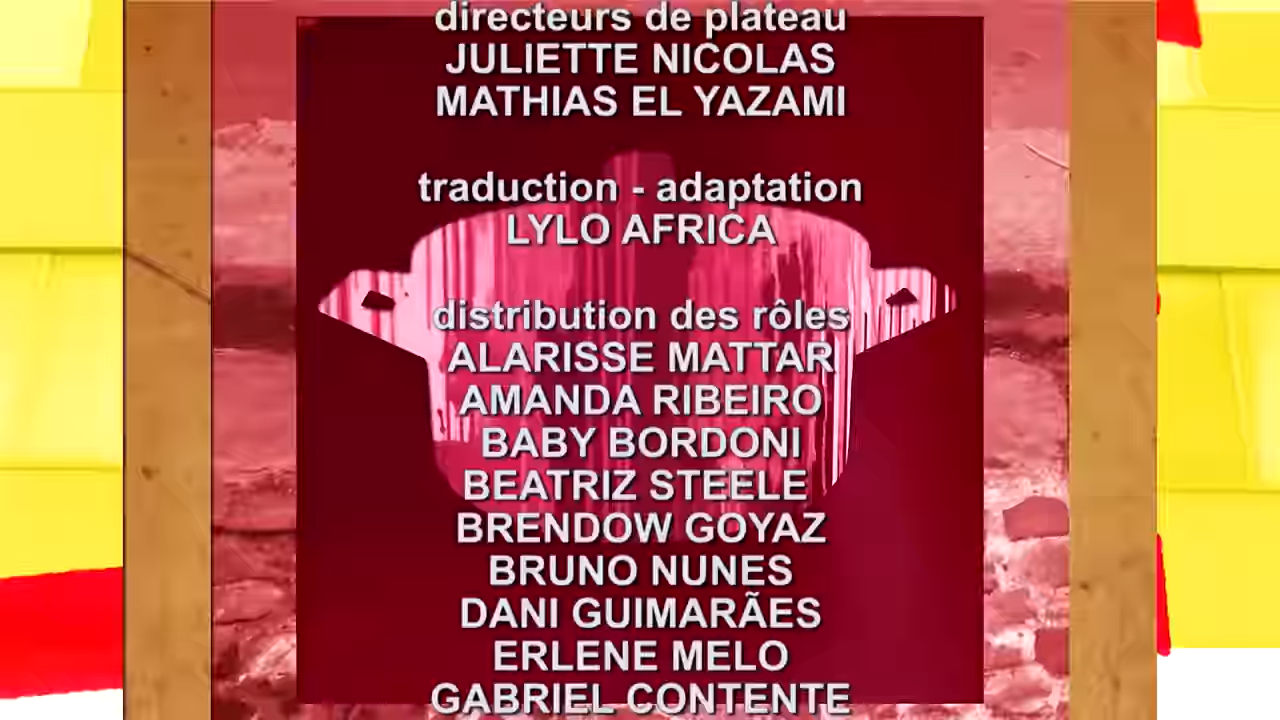 directeurs de plateau
JULIETTE NICOLAS
MATHIAS EL YAZAMI
traduction - adaptation
LYLO AFRICA
distribution des rôles
ALARISSE MATTAR
AMANDA RIBEIRO
BABY BORDONI
BEATRIZ STEELE
BRENDOW GOYAZ
BRUNO NUNES
DANI GUIMARÃES
ERLENE MELO
GABRIEL CONTENTE